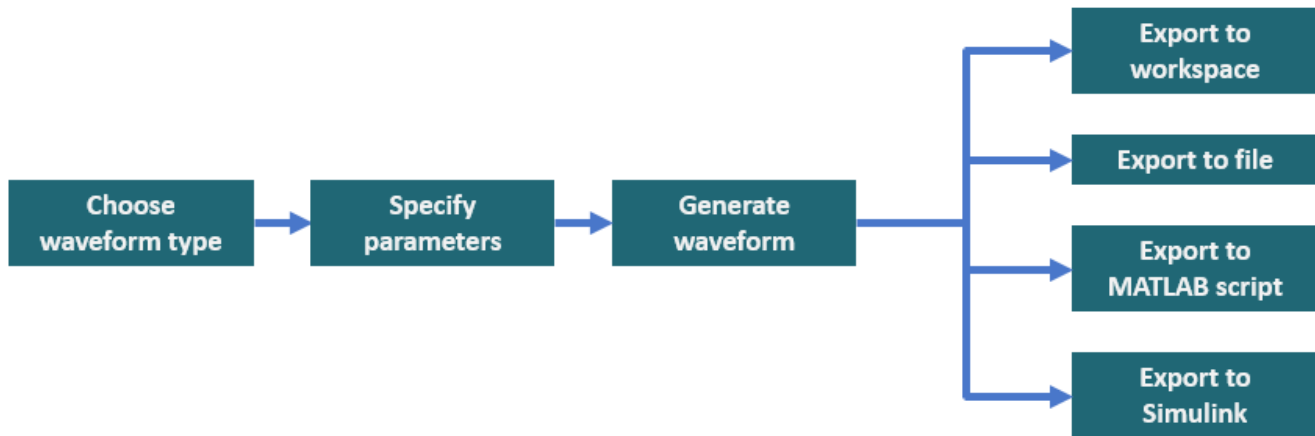 Choose
waveform type
Specify
parameters
Generate
waveform
Export to
workspace
Export to file
Export to
MATLAB script
Export to
Simulink